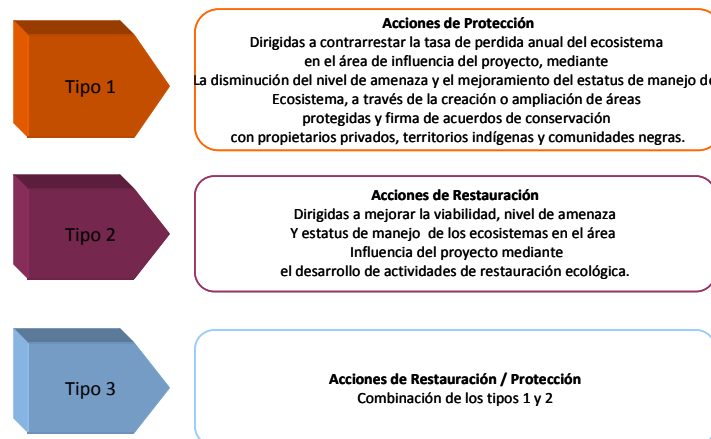 Tipo 1
Acciones de Protección
Dirigidas a contrarrestar la tasa de perdida anual del ecosistema
en el área de influencia del proyecto, mediante
La disminución del nivel de amenaza y el mejoramiento del estatus de manejo de
Ecosistema, a través de la creación o ampliación de áreas
protegidas y firma de acuerdos de conservación
con propietarios privados, territorios indígenas y comunidades negras.
Tipo 2
Acciones de Restauración
Dirigidas a mejorar la viabilidad, nivel de amenaza
Y estatus de manejo de los ecosistemas en el área
Influencia del proyecto mediante
el desarrollo de actividades de restauración ecológica.
Tipo 3
Acciones de Restauración / Protección
Combinación de los tipos 1 y 2